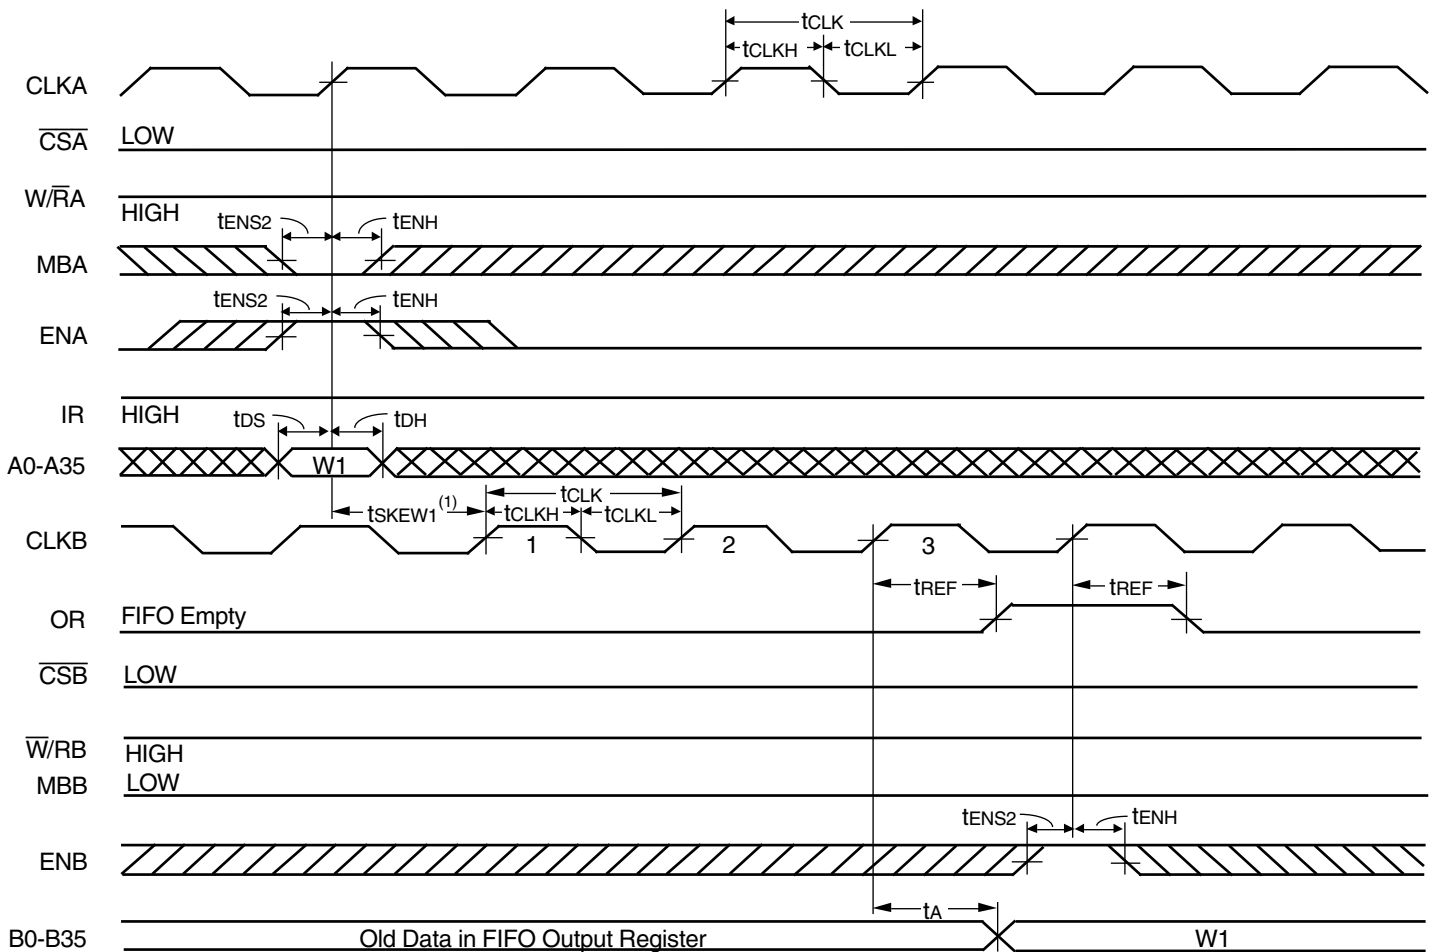 tCLK
tCLKH tCLKL
CLKA
CSA LOW
W/RA
HIGH
tENS2 tENH
MBA
tENS2 tENH
ENA
IR HIGH
tDS tDH
A0-A35 W1
tSKEW1(1) tCLK
tCLKH tCLKL
CLKB 1 2 3
tREF tREF
OR FIFO Empty
CSB LOW
W/RB HIGH
MBB LOW
tENS2 tENH
ENB
tA
B0-B35 Old Data in FIFO Output Register W1